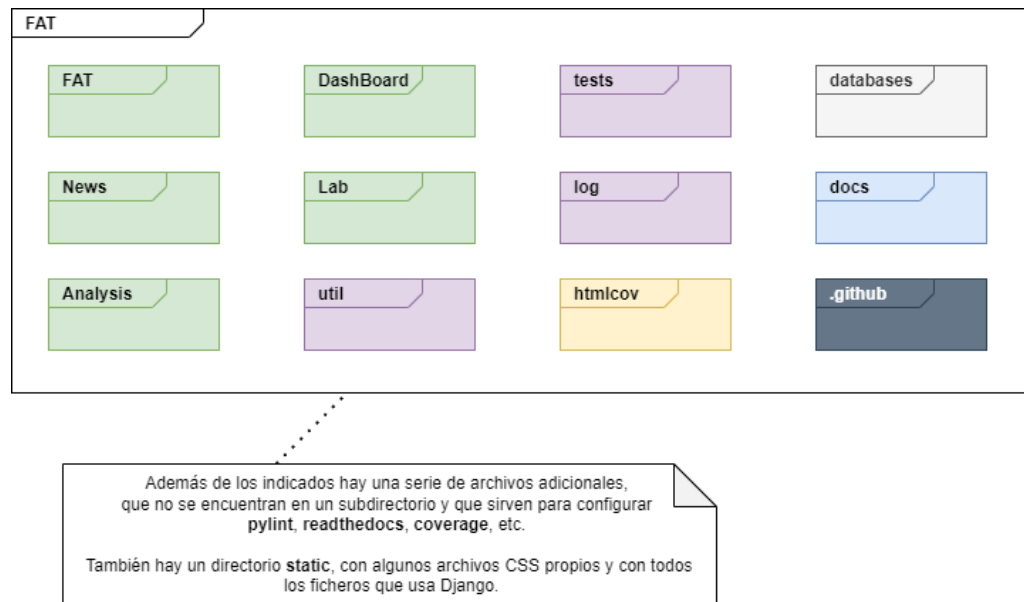 FAT
FAT
DashBoard
tests
databases
News
Lab
log
docs
Analysis
util
htmlcov
.github
Además de los indicados hay una serie de archivos adicionales,
que no se encuentran en un subdirectorio y que sirven para configurar
pylint, readthedocs, coverage, etc.
También hay un directorio static, con algunos archivos CSS propios y con todos
los ficheros que usa Django.